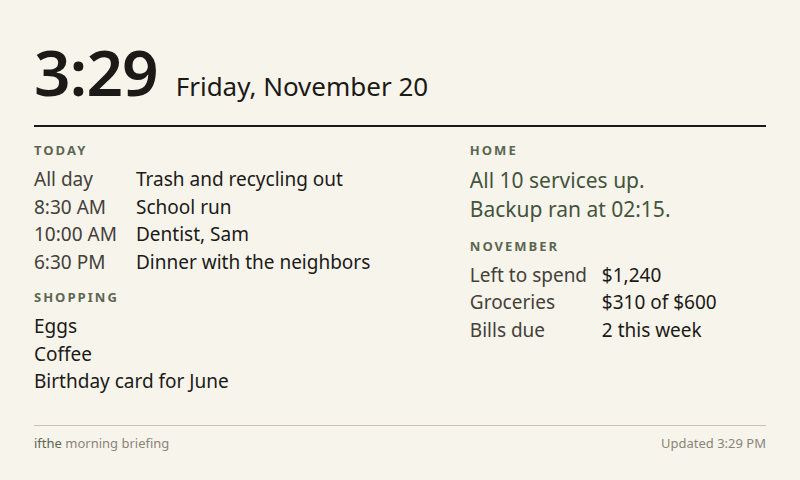 3:29 Friday, November 20
TODAY
All day Trash and recycling out
8:30 AM School run
10:00 AM Dentist, Sam
6:30 PM Dinner with the neighbors
SHOPPING
Eggs
Coffee
Birthday card for June
HOME
All 10 services up.
Backup ran at 02:15.
NOVEMBER
Left to spend $1,240
Groceries $310 of $600
Bills due 2 this week
ifthe morning briefing
Updated 3:29 PM